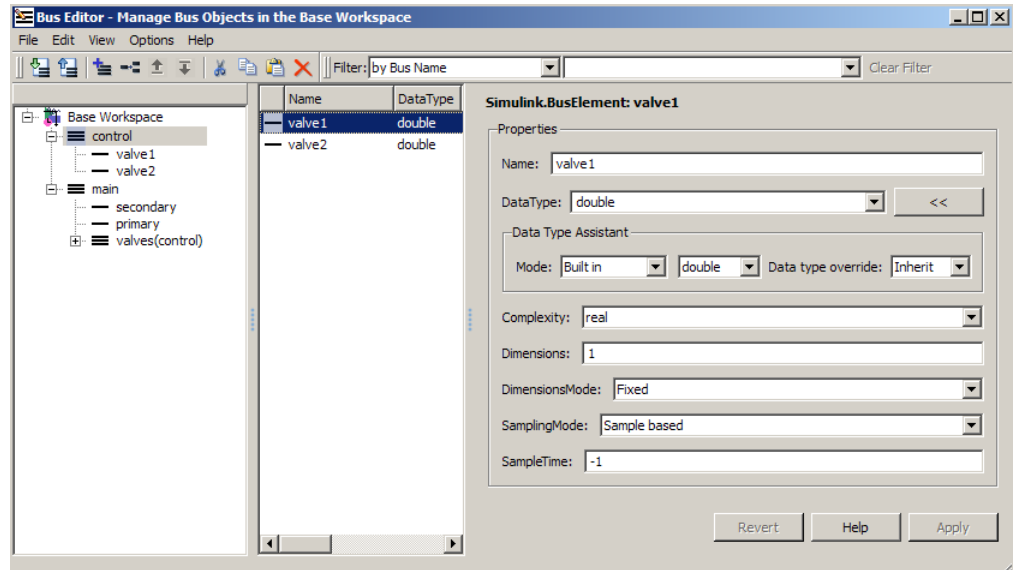 Bus Editor - Manage Bus Objects in the Base Workspace
File Edit View Options Help
Filter: by Bus Name Clear Filter
Base Workspace
control
valve1
valve2
main
secondary
primary
valves(control)
Name DataType
valve1 double
valve2 double
Simulink.BusElement: valve1
Properties
Name: valve1
DataType: double <<
Data Type Assistant
Mode: Built in double Data type override: Inherit
Complexity: real
Dimensions: 1
DimensionsMode: Fixed
SamplingMode: Sample based
SampleTime: -1
Revert Help Apply